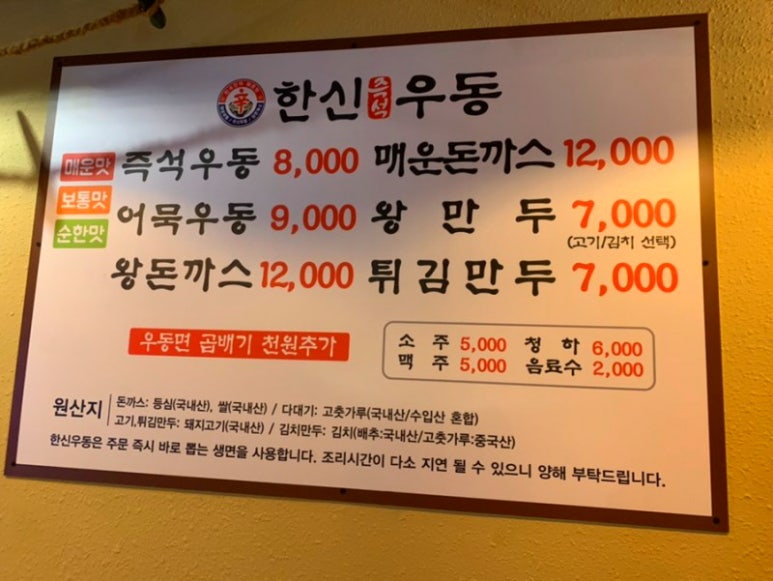 한신즉석우동
매운맛 즉석우동 8,000 매운돈까스 12,000
보통맛
순한맛
어묵우동 9,000 왕만두 7,000
(고기/김치 선택)
왕돈까스 12,000 튀김만두 7,000
우동면 곱배기 천원추가
소주 5,000 청하 6,000
맥주 5,000 음료수 2,000
원산지
돈까스: 등심(국내산), 쌀(국내산) / 다대기: 고춧가루(국내산/수입산 혼합)
고기,튀김만두: 돼지고기(국내산) / 김치만두: 김치(배추:국내산/고춧가루:중국산)
한신우동은 주문 즉시 바로 뽑는 생면을 사용합니다. 조리시간이 다소 지연 될 수 있으니 양해 부탁드립니다.